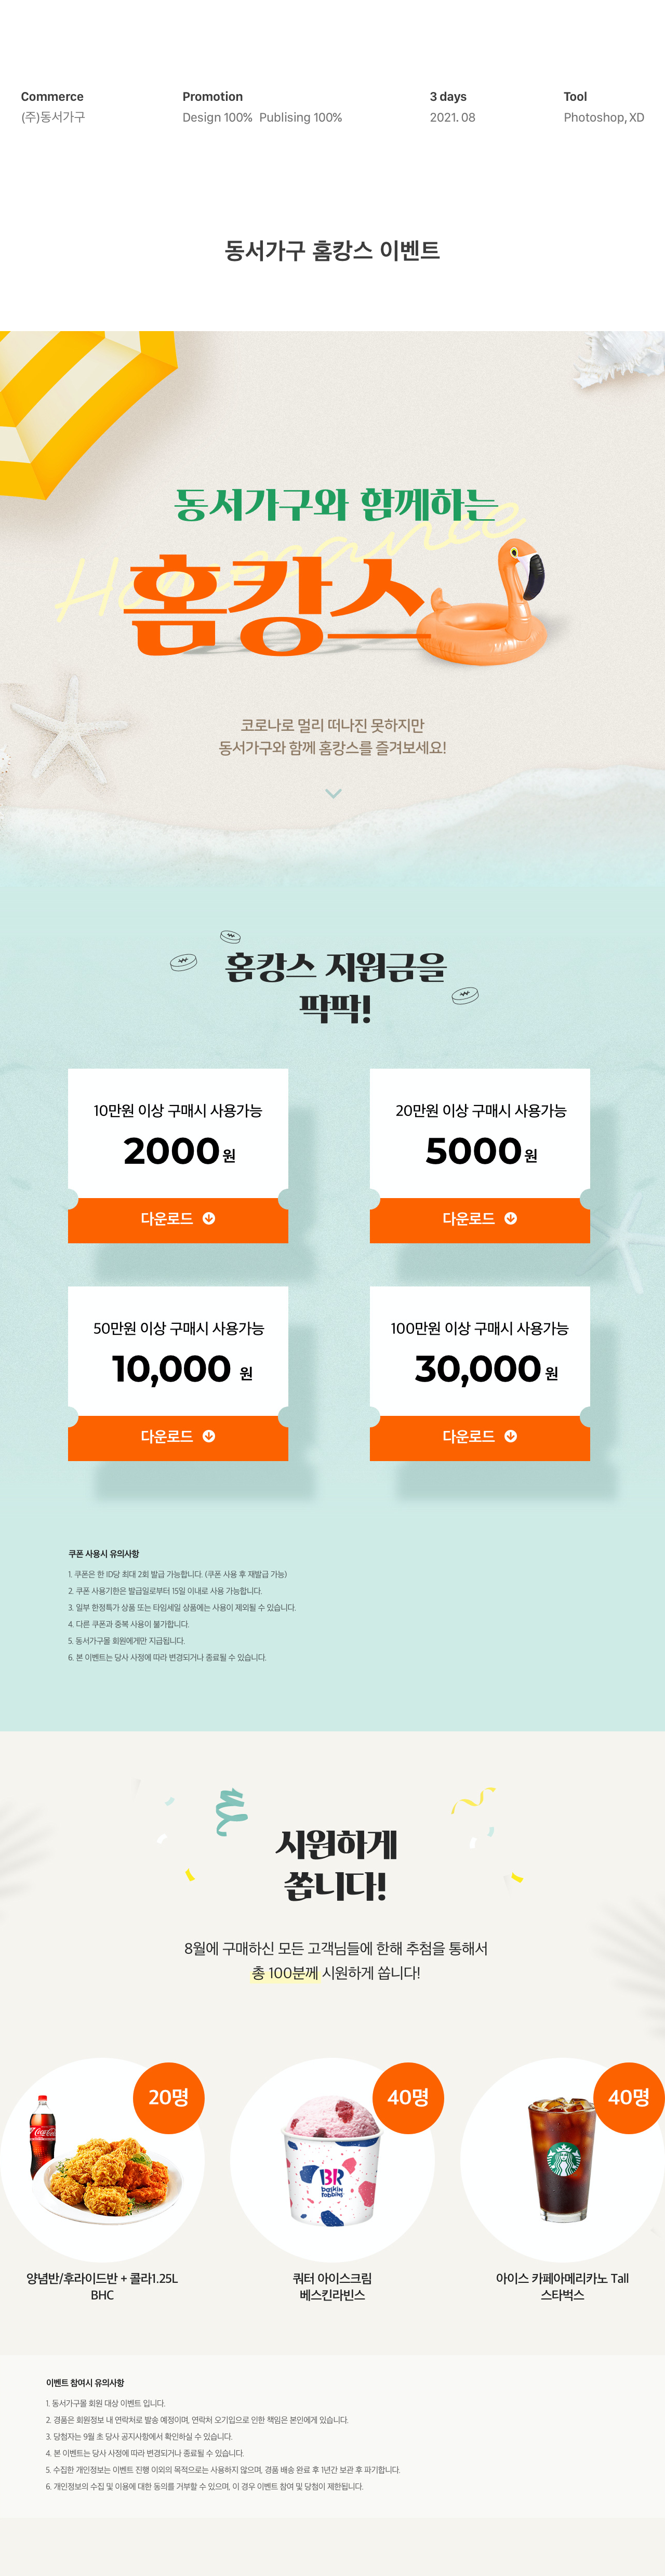 Commerce
(주)동서가구
Promotion
Design 100% Publising 100%
3 days
2021. 08
Tool
Photoshop, XD
동서가구 홈캉스 이벤트
동서가구와 함께하는
홈캉스
코로나로 멀리 떠나진 못하지만
동서가구와 함께 홈캉스를 즐겨보세요!
홈캉스 지원금을
팍팍!
10만원 이상 구매시 사용가능
2000원
다운로드
20만원 이상 구매시 사용가능
5000원
다운로드
50만원 이상 구매시 사용가능
10,000 원
다운로드
100만원 이상 구매시 사용가능
30,000 원
다운로드
쿠폰 사용시 유의사항
1. 쿠폰은 한 ID당 최대 2회 발급 가능합니다. (쿠폰 사용 후 재발급 가능)
2. 쿠폰 사용기한은 발급일로부터 15일 이내로 사용 가능합니다.
3. 일부 한정특가 상품 또는 타임세일 상품에는 사용이 제외될 수 있습니다.
4. 다른 쿠폰과 중복 사용이 불가합니다.
5. 동서가구몰 회원에게만 지급됩니다.
6. 본 이벤트는 당사 사정에 따라 변경되거나 종료될 수 있습니다.
시원하게
쏩니다!
8월에 구매하신 모든 고객님들에 한해 추첨을 통해서
총 100분께 시원하게 쏩니다!
20명
Coca-Cola
양념반/후라이드반 + 콜라1.25L
BHC
40명
BR
baskin
robbins
쿼터 아이스크림
베스킨라빈스
40명
아이스 카페아메리카노 Tall
스타벅스
이벤트 참여시 유의사항
1. 동서가구몰 회원 대상 이벤트 입니다.
2. 경품은 회원정보 내 연락처로 발송 예정이며, 연락처 오기입으로 인한 책임은 본인에게 있습니다.
3. 당첨자는 9월 초 당사 공지사항에서 확인하실 수 있습니다.
4. 본 이벤트는 당사 사정에 따라 변경되거나 종료될 수 있습니다.
5. 수집한 개인정보는 이벤트 진행 이외의 목적으로는 사용하지 않으며, 경품 배송 완료 후 1년간 보관 후 파기합니다.
6. 개인정보의 수집 및 이용에 대한 동의를 거부할 수 있으며, 이 경우 이벤트 참여 및 당첨이 제한됩니다.